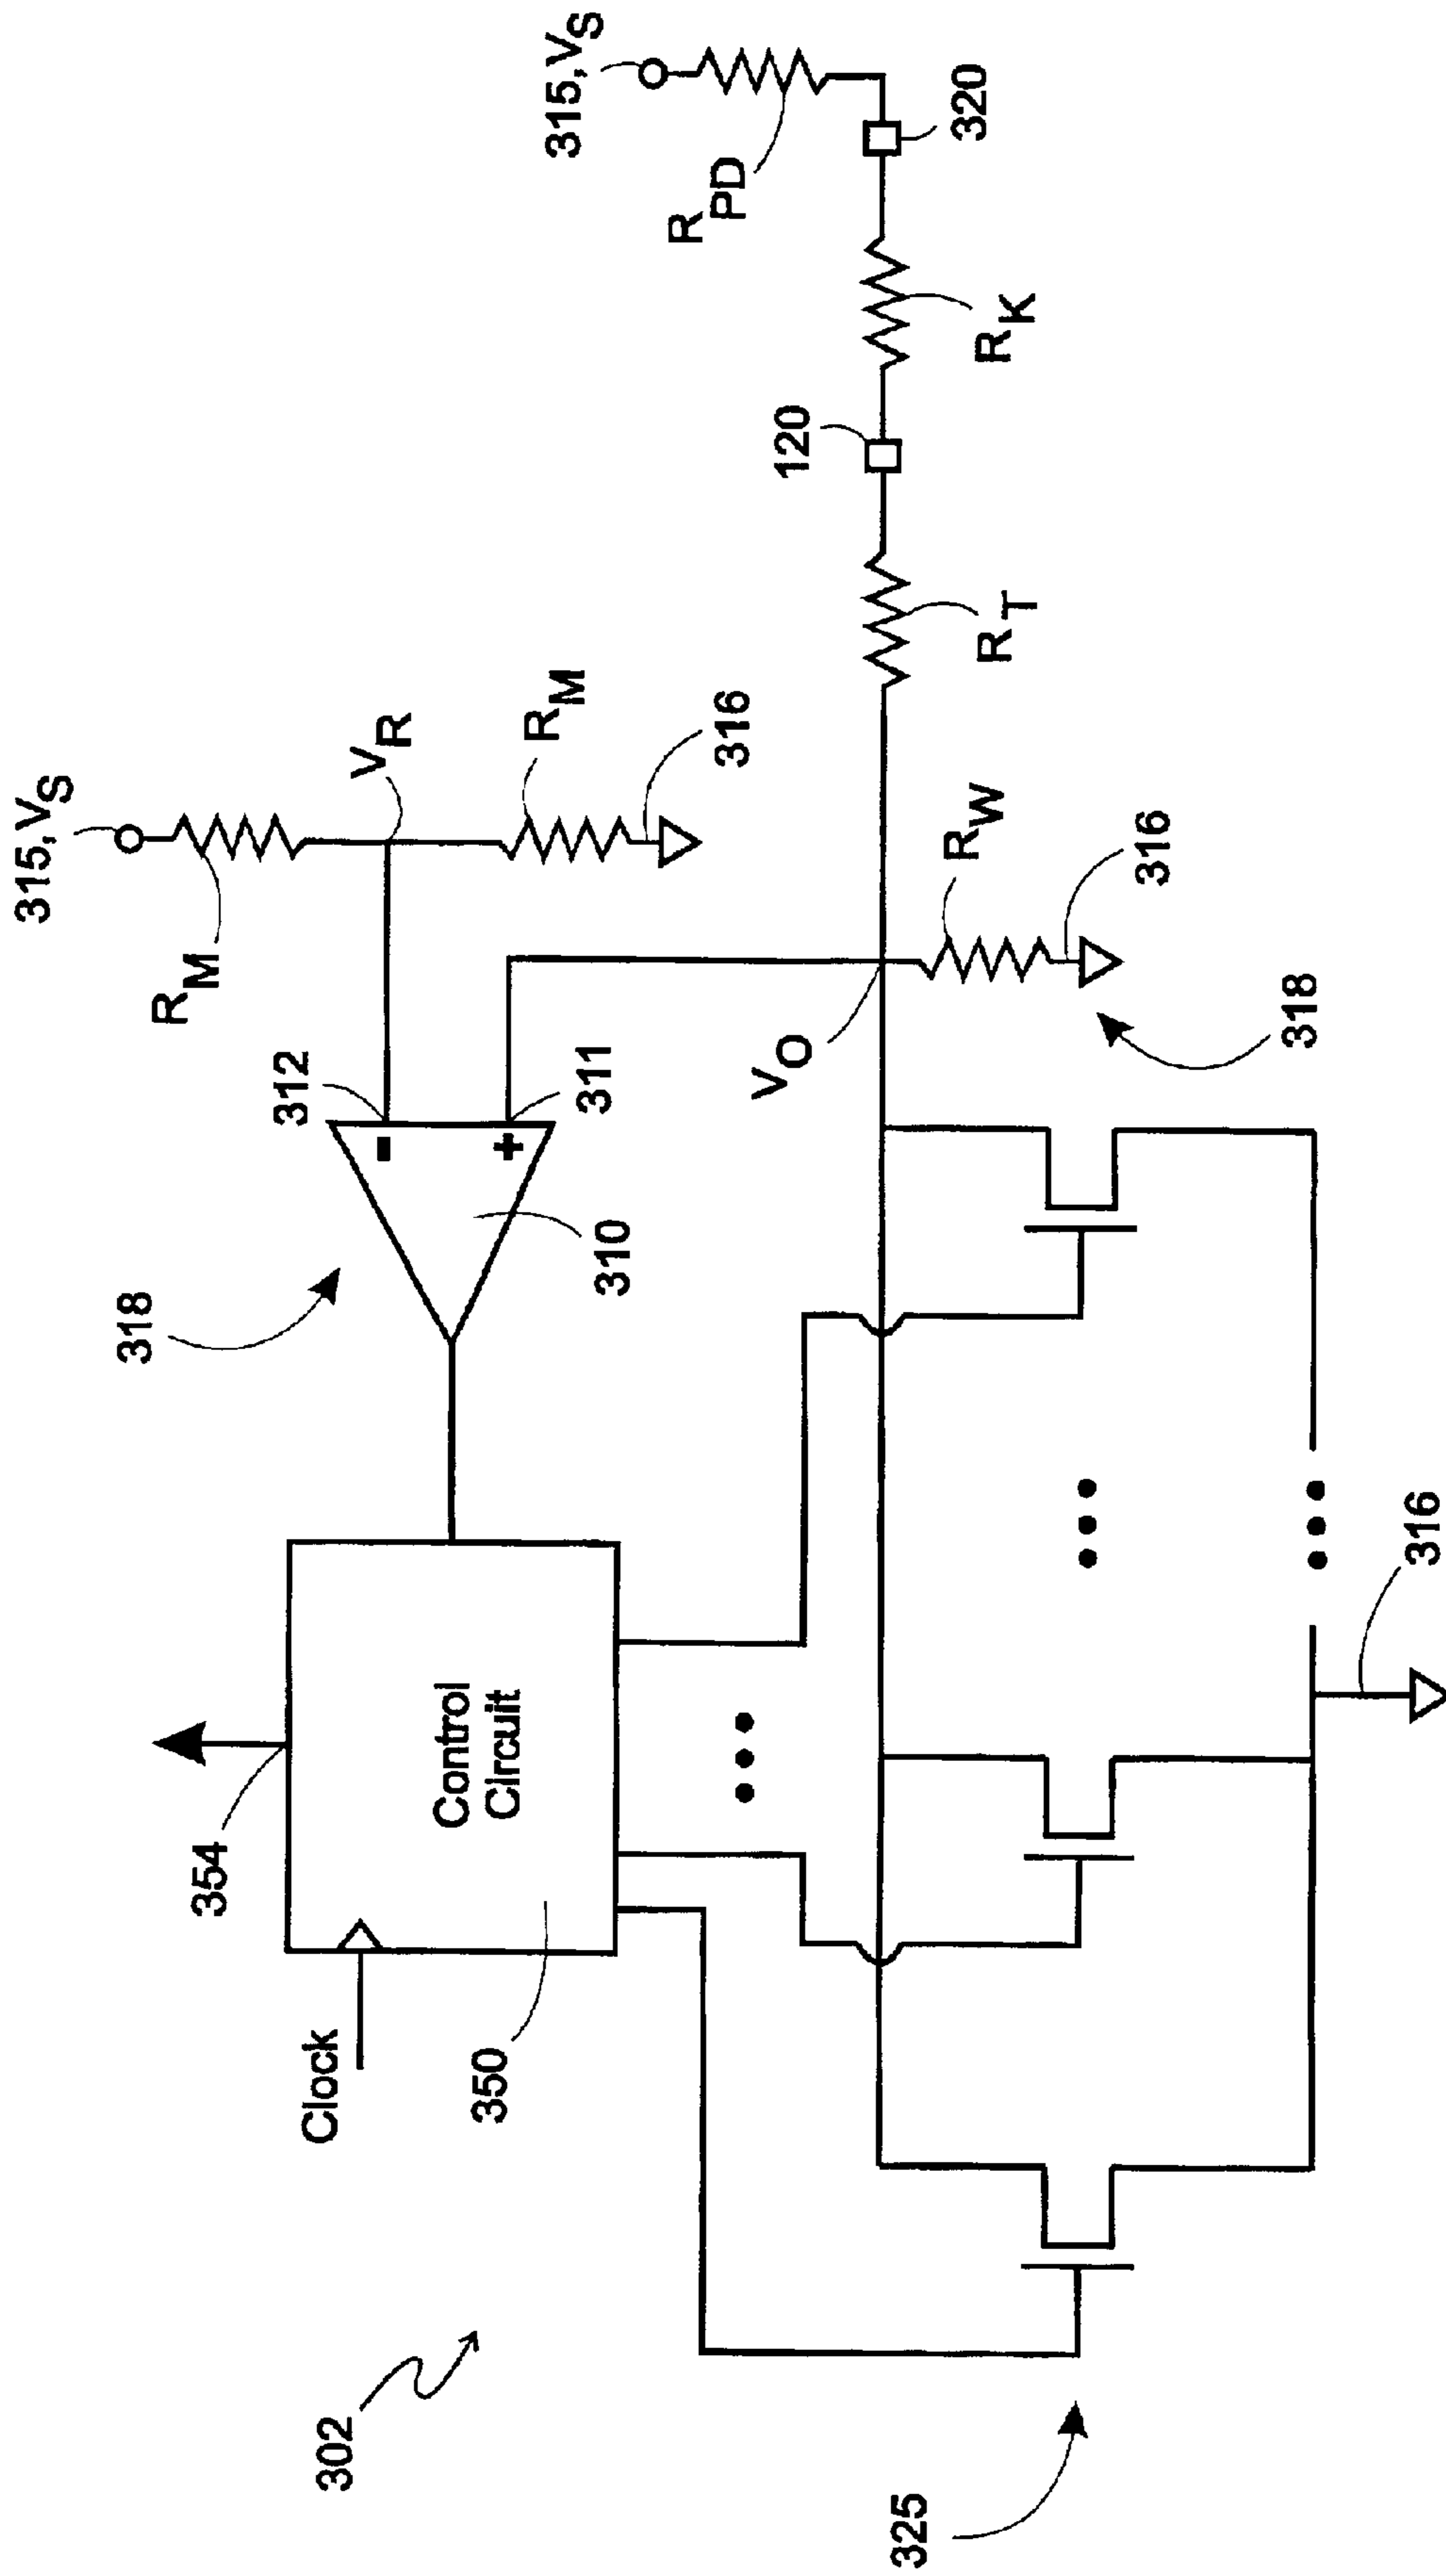 302
325
Clock
350
354
Control
Circuit
318
310
312
311
-
+
315, VS
RM
VR
RM
316
VO
RW
316
318
316
RT
120
RK
320
RPD
315, VS